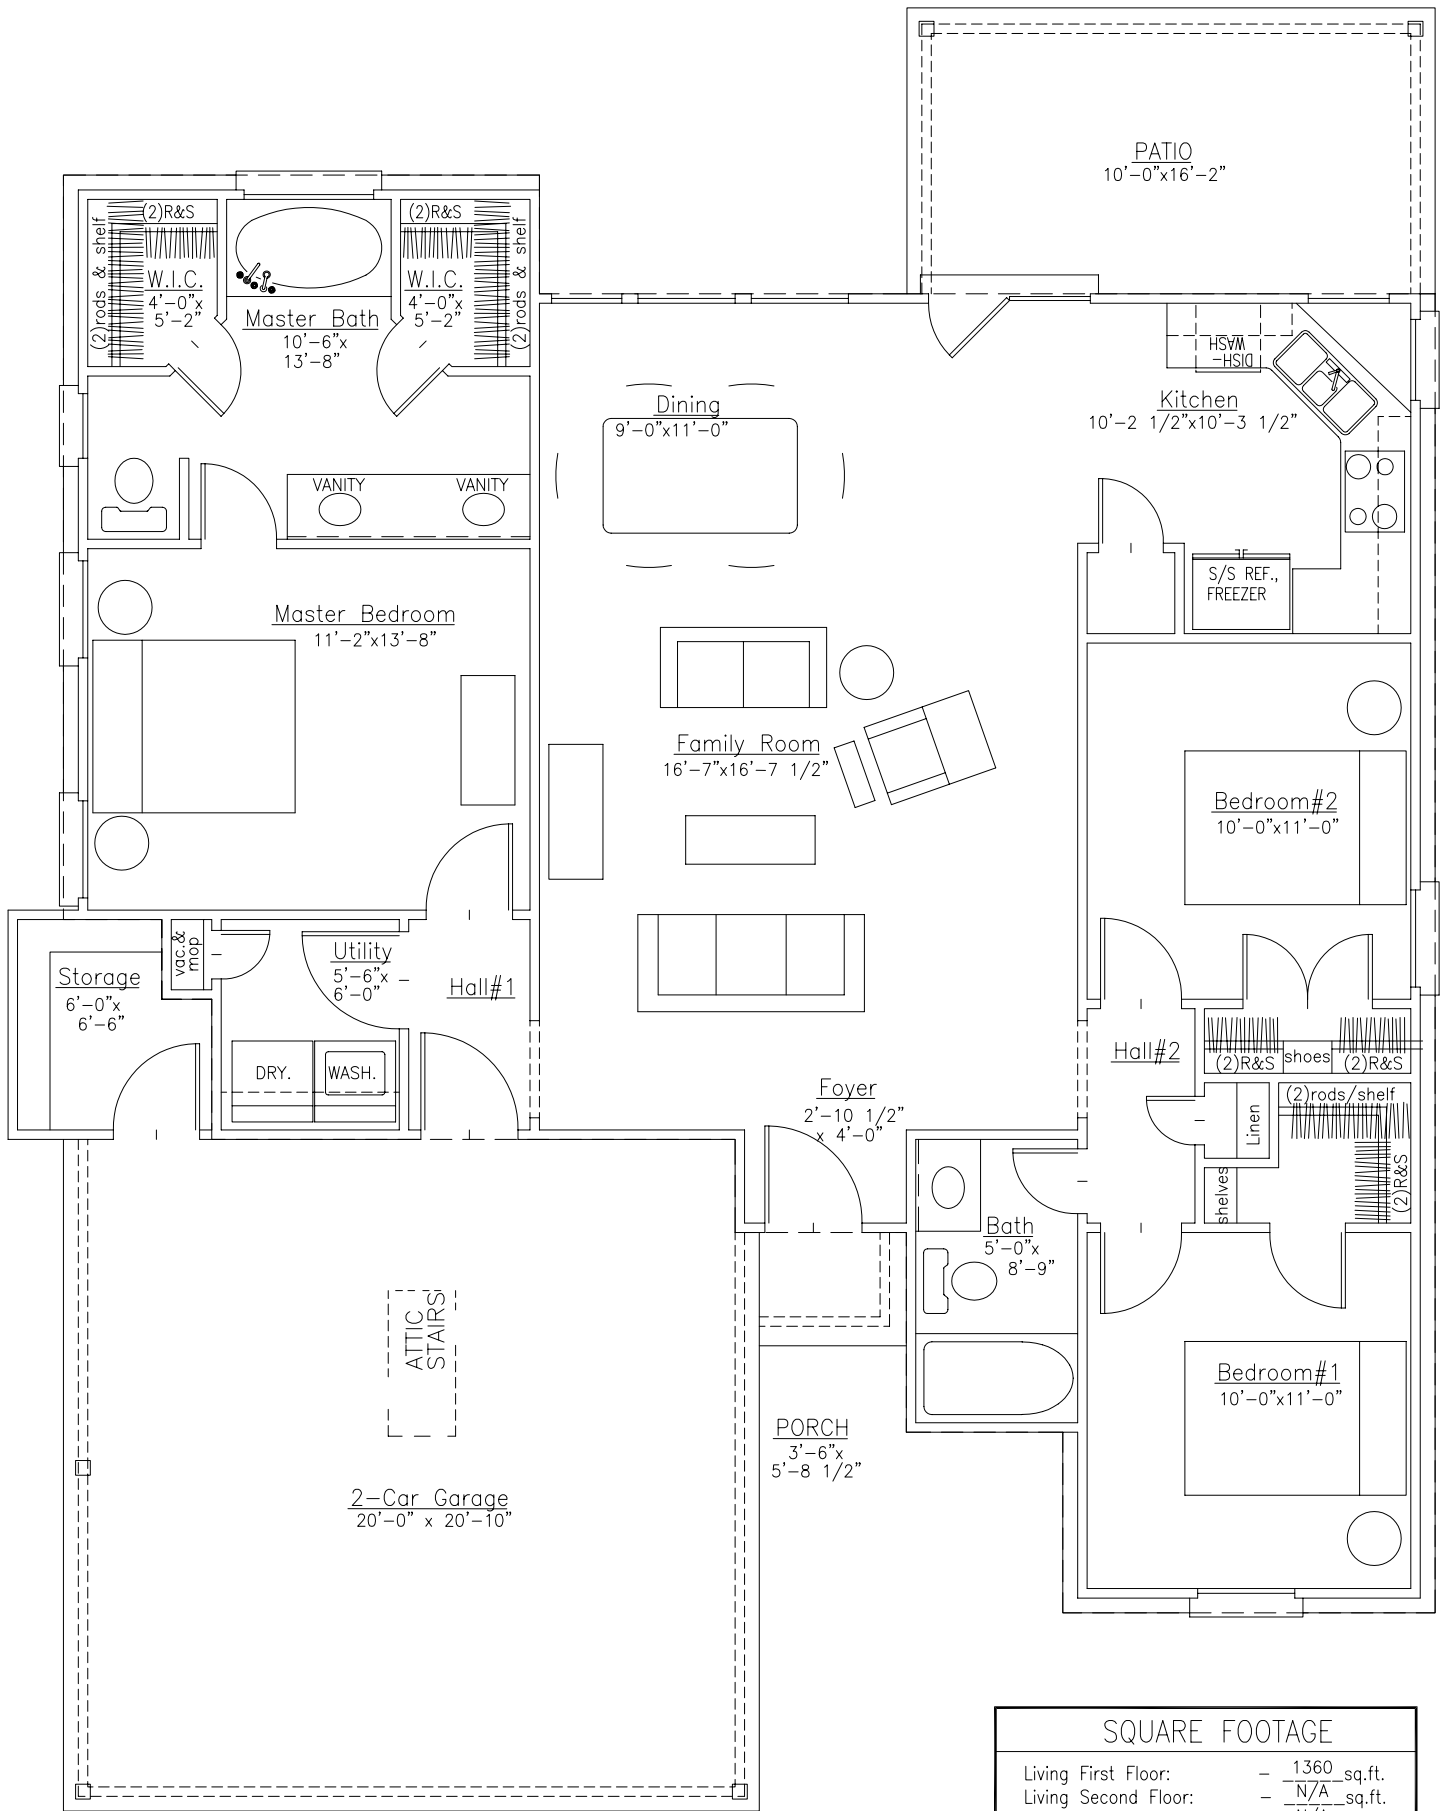 PATIO
10'-0"x16'-2"
(2)R&S
(2)rods & shelf
W.I.C.
4'-0"x
5'-2"
Master Bath
10'-6"x
13'-8"
(2)R&S
(2)rods & shelf
W.I.C.
4'-0"x
5'-2"
VANITY
VANITY
Dining
9'-0"x11'-0"
DISH-
WASH
Kitchen
10'-2 1/2"x10'-3 1/2"
S/S REF.,
FREEZER
Master Bedroom
11'-2"x13'-8"
Family Room
16'-7"x16'-7 1/2"
Bedroom#2
10'-0"x11'-0"
Storage
6'-0"x
6'-6"
vac.&
mop
Utility
5'-6"x
6'-0"
Hall#1
DRY.
WASH.
Hall#2
(2)R&S
shoes
(2)R&S
(2)rods/shelf
(2)R&S
Linen
shelves
Foyer
2'-10 1/2"
x 4'-0"
Bath
5'-0"x
8'-9"
ATTIC
STAIRS
Bedroom#1
10'-0"x11'-0"
PORCH
3'-6"x
5'-8 1/2"
2-Car Garage
20'-0" x 20'-10"
SQUARE FOOTAGE
Living First Floor: - 1360 sq.ft.
Living Second Floor: - N/A sq.ft.